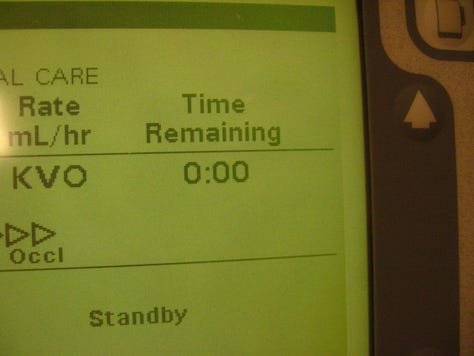 AL CARE
Rate Time
mL/hr Remaining
KVO 0:00
Occl
Standby